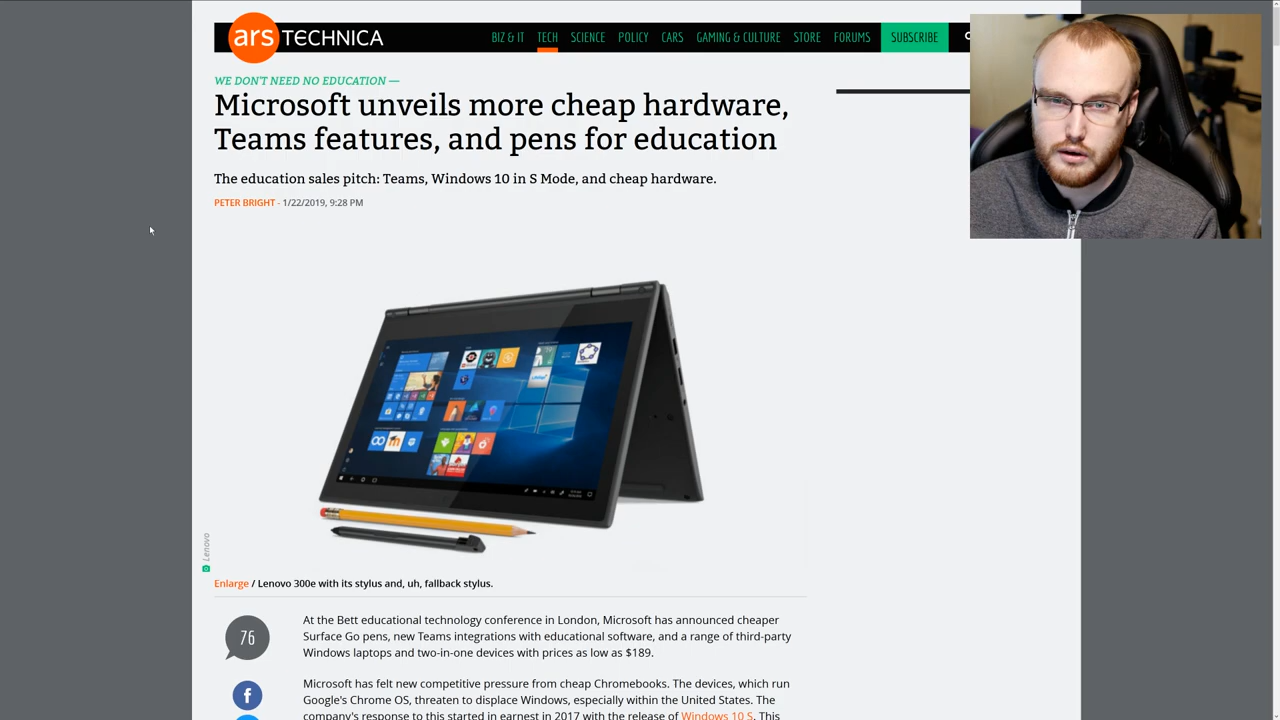 ars TECHNICA
BIZ & IT TECH SCIENCE POLICY CARS GAMING & CULTURE STORE FORUMS SUBSCRIBE
WE DON'T NEED NO EDUCATION —
Microsoft unveils more cheap hardware,
Teams features, and pens for education
The education sales pitch: Teams, Windows 10 in S Mode, and cheap hardware.
PETER BRIGHT - 1/22/2019, 9:28 PM
Lenovo
Enlarge / Lenovo 300e with its stylus and, uh, fallback stylus.
76
At the Bett educational technology conference in London, Microsoft has announced cheaper
Surface Go pens, new Teams integrations with educational software, and a range of third-party
Windows laptops and two-in-one devices with prices as low as $189.
Microsoft has felt new competitive pressure from cheap Chromebooks. The devices, which run
Google's Chrome OS, threaten to displace Windows, especially within the United States. The
company's response to this started in earnest in 2017 with the release of Windows 10 S. This